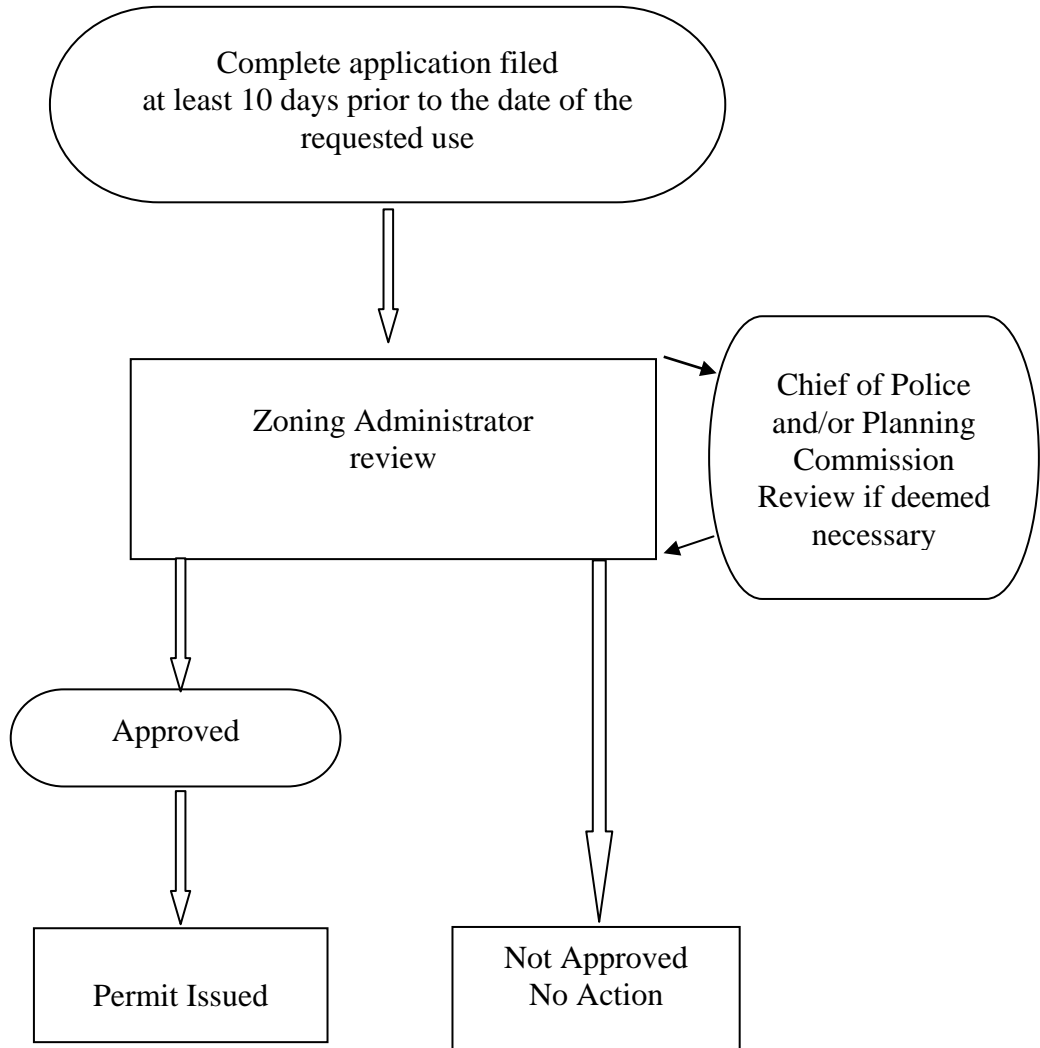 Complete application filed
at least 10 days prior to the date of the
requested use
Zoning Administrator
review
Chief of Police
and/or Planning
Commission
Review if deemed
necessary
Approved
Permit Issued
Not Approved
No Action